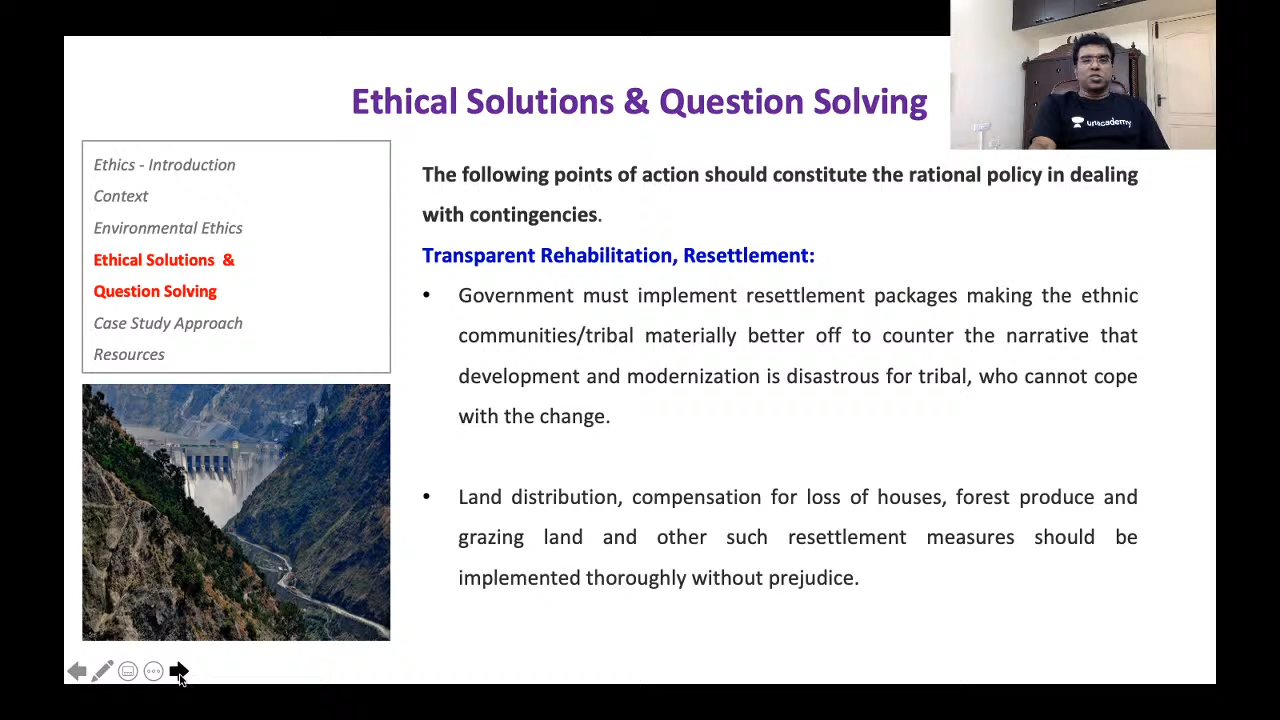 Ethical Solutions & Question Solving
unacademy
Ethics - Introduction
Context
Environmental Ethics
Ethical Solutions &
Question Solving
Case Study Approach
Resources
The following points of action should constitute the rational policy in dealing
with contingencies.
Transparent Rehabilitation, Resettlement:
• Government must implement resettlement packages making the ethnic
communities/tribal materially better off to counter the narrative that
development and modernization is disastrous for tribal, who cannot cope
with the change.
• Land distribution, compensation for loss of houses, forest produce and
grazing land and other such resettlement measures should be
implemented thoroughly without prejudice.